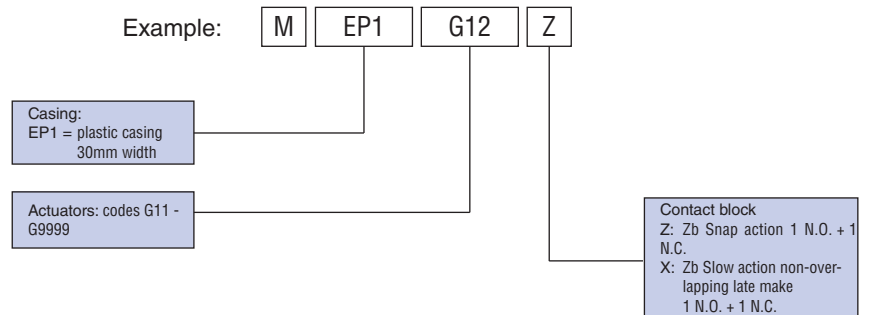 Example: M EP1 G12 Z
Casing:
EP1 = plastic casing
30mm width
Actuators: codes G11 -
G9999
Contact block
Z: Zb Snap action 1 N.O. + 1
N.C.
X: Zb Slow action non-over-
lapping late make
1 N.O. + 1 N.C.